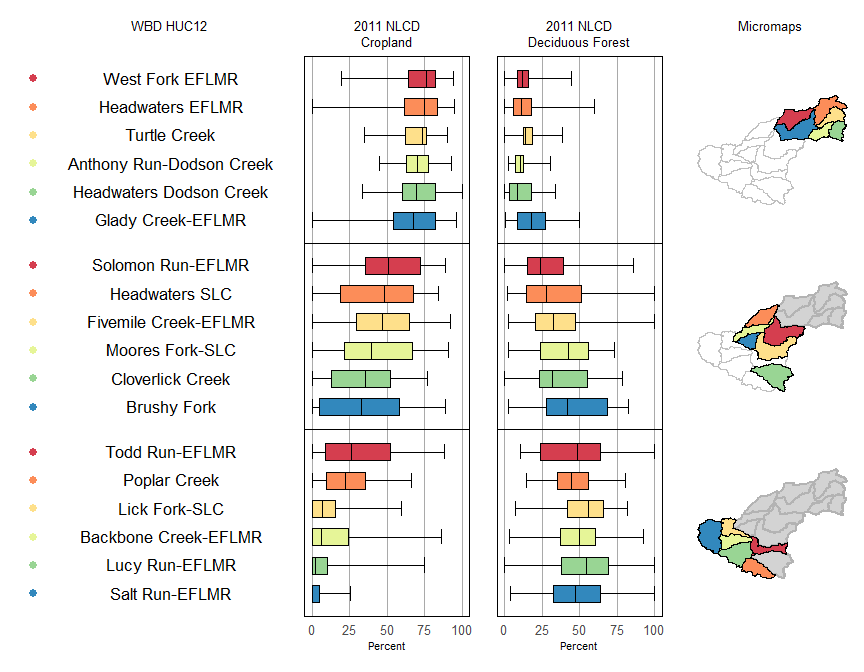 WBD HUC12
2011 NLCD
Cropland
2011 NLCD
Deciduous Forest
Micromaps
West Fork EFLMR
Headwaters EFLMR
Turtle Creek
Anthony Run-Dodson Creek
Headwaters Dodson Creek
Glady Creek-EFLMR
Solomon Run-EFLMR
Headwaters SLC
Fivemile Creek-EFLMR
Moores Fork-SLC
Cloverlick Creek
Brushy Fork
Todd Run-EFLMR
Poplar Creek
Lick Fork-SLC
Backbone Creek-EFLMR
Lucy Run-EFLMR
Salt Run-EFLMR
0 25 50 75 100
Percent
0 25 50 75 100
Percent